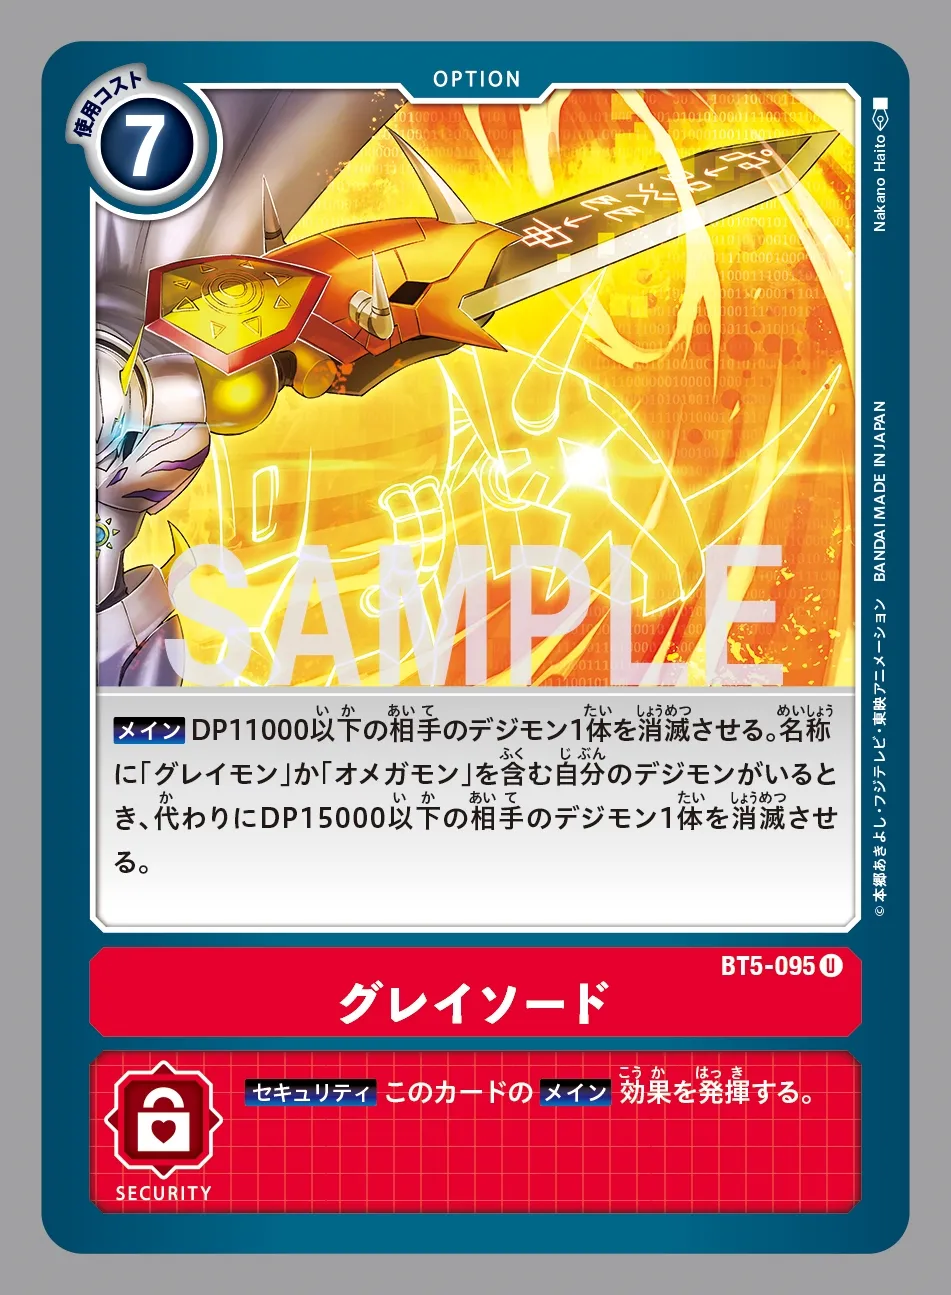 OPTION
使用コスト
7
Nakano Haito
BANDAI MADE IN JAPAN
©本郷あきよし・フジテレビ・東映アニメーション
SAMPLE
メイン DP11000以下の相手のデジモン1体を消滅させる。名称
に「グレイモン」か「オメガモン」を含む自分のデジモンがいると
き、代わりにDP15000以下の相手のデジモン1体を消滅させ
る。
BT5-095 U
グレイソード
セキュリティ このカードの メイン 効果を発揮する。
SECURITY